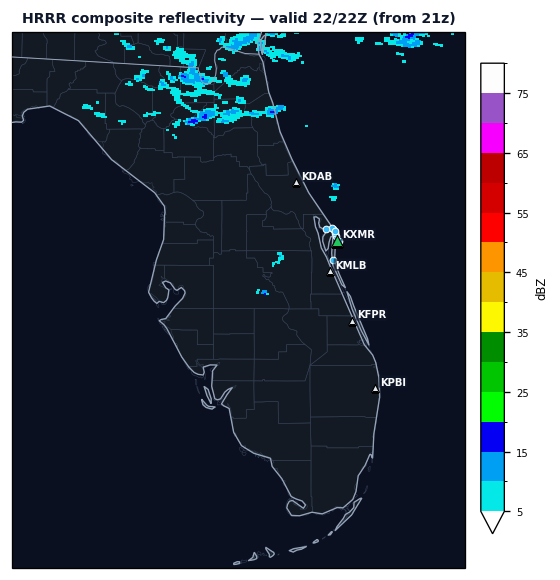 HRRR composite reflectivity — valid 22/22Z (from 21z)
KDAB
KXMR
KMLB
KFPR
KPBI
75
65
55
45
35
25
15
5
dBZ